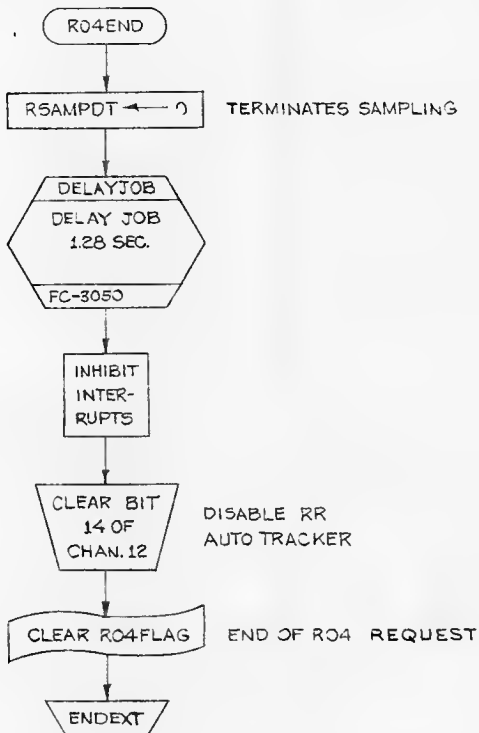 R04END
RSAMPDT ← 0 TERMINATES SAMPLING
DELAYJOB
DELAY JOB
1.28 SEC.
FC-3050
INHIBIT
INTER-
RUPTS
CLEAR BIT
14 OF
CHAN. 12
DISABLE RR
AUTO TRACKER
CLEAR R04FLAG END OF R04 REQUEST
ENDEXT